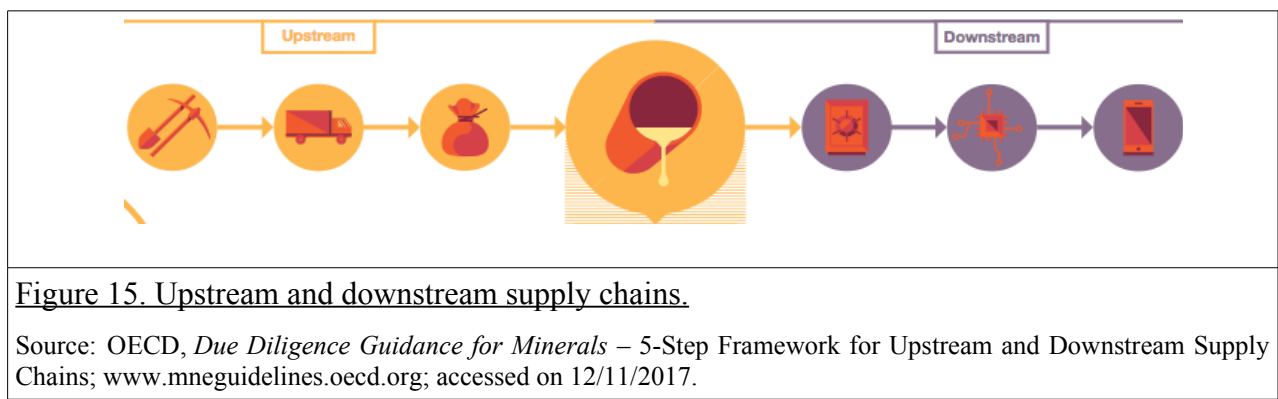 Upstream
Downstream
Figure 15. Upstream and downstream supply chains.
Source: OECD, Due Diligence Guidance for Minerals – 5-Step Framework for Upstream and Downstream Supply
Chains; www.mneguidelines.oecd.org; accessed on 12/11/2017.